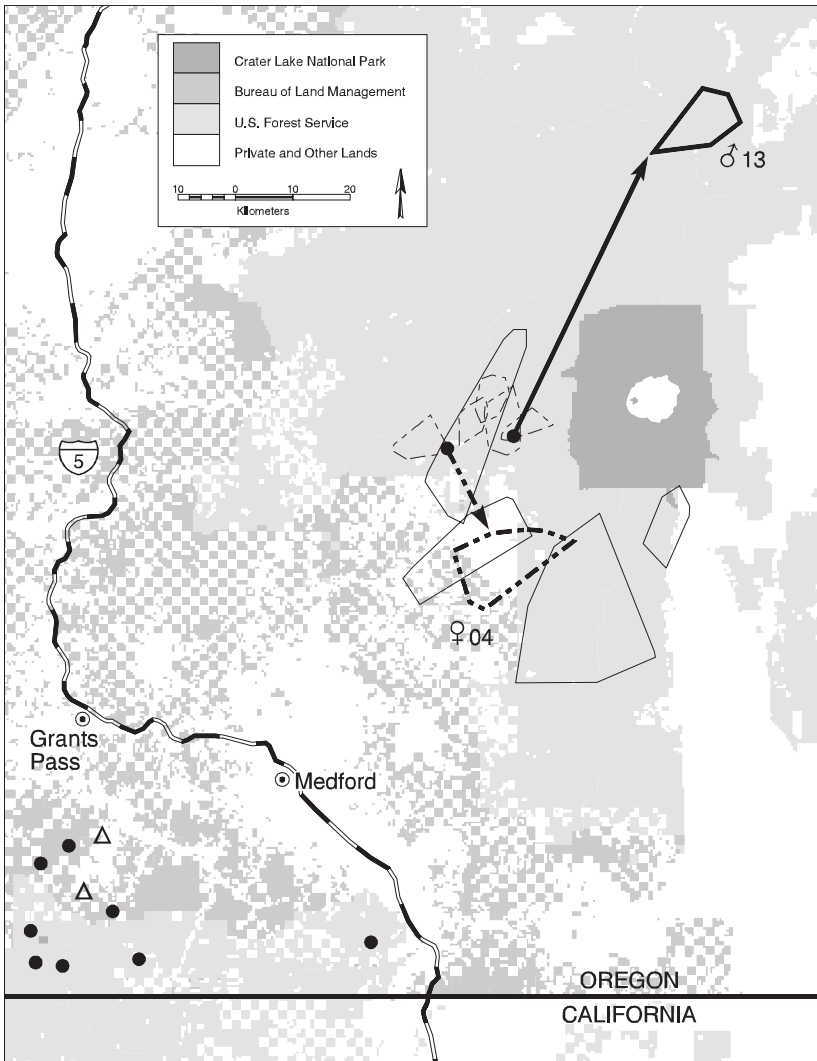 Crater Lake National Park
Bureau of Land Management
U.S. Forest Service
Private and Other Lands
10 0 10 20
Kilometers
♂ 13
5
♀ 04
Grants
Pass
Medford
OREGON
CALIFORNIA